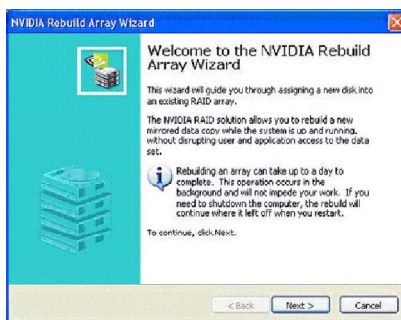 NVIDIA Rebuild Array Wizard
Welcome to the NVIDIA Rebuild
Array Wizard
This wizard will guide you through assigning a new disk into
an existing RAID array.
The NVIDIA RAID solution allows you to rebuild a new
mirrored data copy while the system is up and running,
without disrupting user and application access to the data
set.
Rebuilding an array can take up to a day to
complete. This operation occurs in the
background and will not impede your work. If you
need to shutdown the computer, the rebuild will
continue where it left off when you restart.
To continue, click Next.
< Back
Next >
Cancel